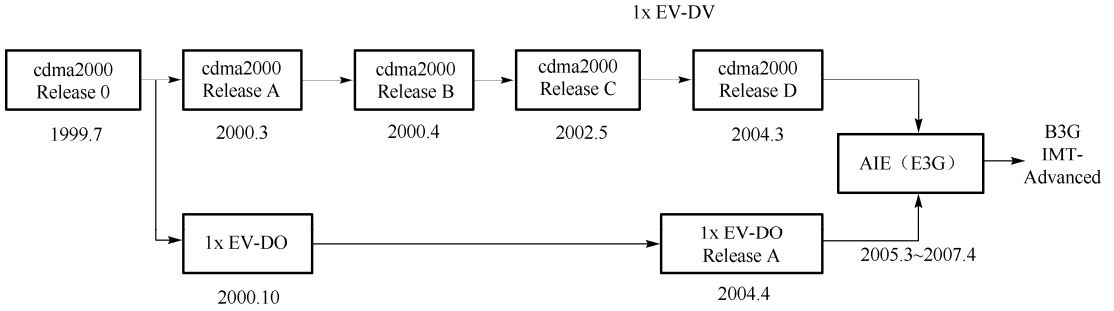 1x EV-DV
cdma2000
Release 0
cdma2000
Release A
cdma2000
Release B
cdma2000
Release C
cdma2000
Release D
1999.7
2000.3
2000.4
2002.5
2004.3
AIE（E3G）
B3G
IMT-
Advanced
1x EV-DO
1x EV-DO
Release A
2005.3~2007.4
2000.10
2004.4